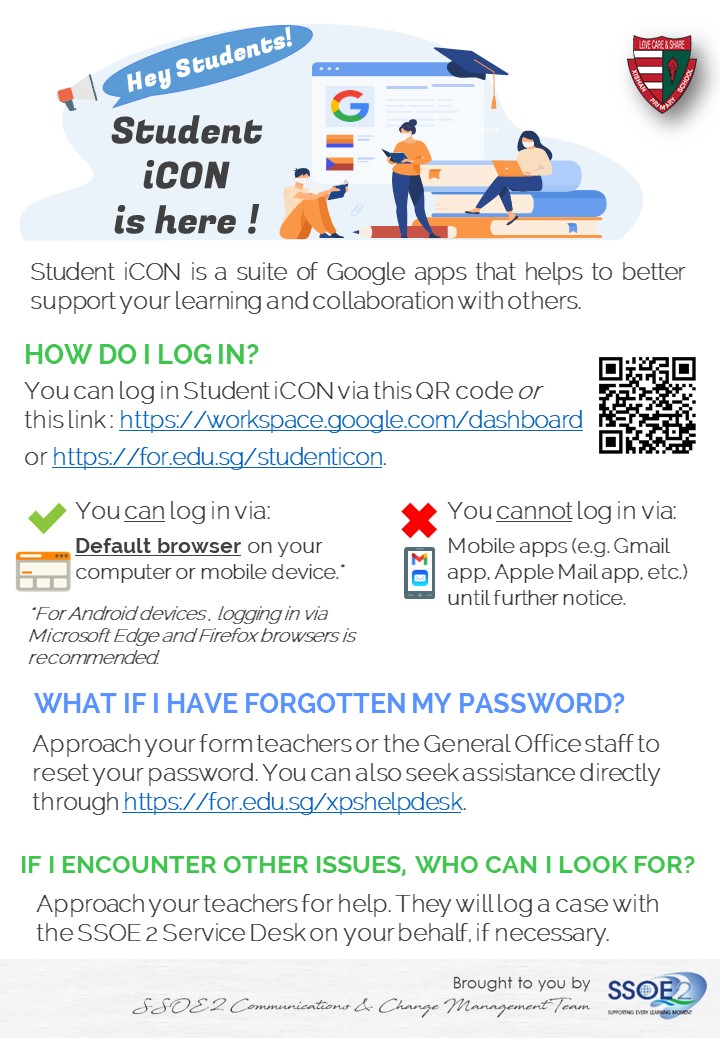 Hey Students!
LOVE CARE & SHARE
XISHAN PRIMARY SCHOOL
Student
iCON
is here !
Student iCON is a suite of Google apps that helps to better
support your learning and collaboration with others.
HOW DO I LOG IN?
You can log in Student iCON via this QR code or
this link : https://workspace.google.com/dashboard
or https://for.edu.sg/studenticon.
You can log in via:
Default browser on your
computer or mobile device.*
*For Android devices , logging in via
Microsoft Edge and Firefox browsers is
recommended.
You cannot log in via:
Mobile apps (e.g. Gmail
app, Apple Mail app, etc.)
until further notice.
WHAT IF I HAVE FORGOTTEN MY PASSWORD?
Approach your form teachers or the General Office staff to
reset your password. You can also seek assistance directly
through https://for.edu.sg/xpshelpdesk.
IF I ENCOUNTER OTHER ISSUES, WHO CAN I LOOK FOR?
Approach your teachers for help. They will log a case with
the SSOE 2 Service Desk on your behalf, if necessary.
Brought to you by
SSOE2 Communications & Change Management Team
SSOE2
SUPPORTING EVERY LEARNING MOMENT